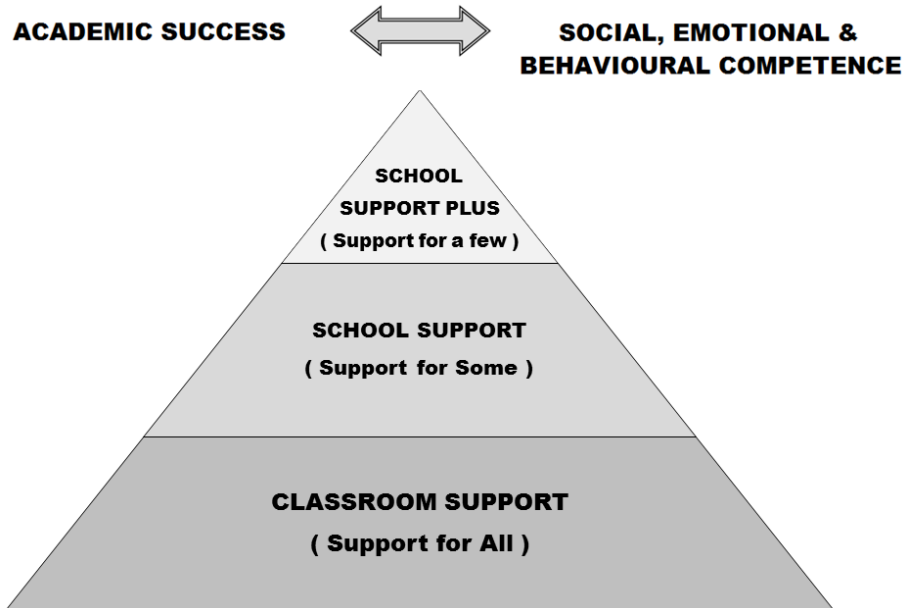 ACADEMIC SUCCESS
SOCIAL, EMOTIONAL &
BEHAVIOURAL COMPETENCE
SCHOOL
SUPPORT PLUS
( Support for a few )
SCHOOL SUPPORT
( Support for Some )
CLASSROOM SUPPORT
( Support for All )